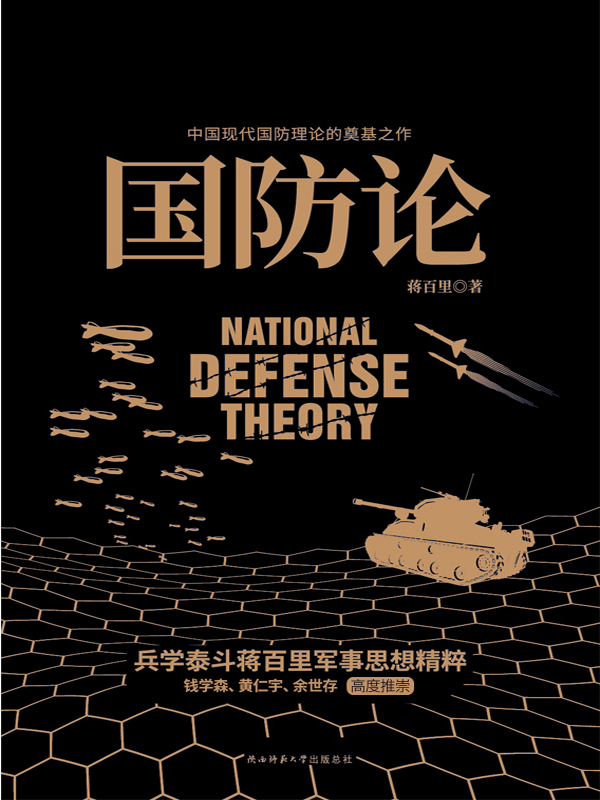 中国现代国防理论的奠基之作
国防论
蒋百里◎著
NATIONAL
DEFENSE
THEORY
兵学泰斗蒋百里军事思想精粹
钱学森、黄仁宇、余世存 高度推崇
陕西师范大学出版总社